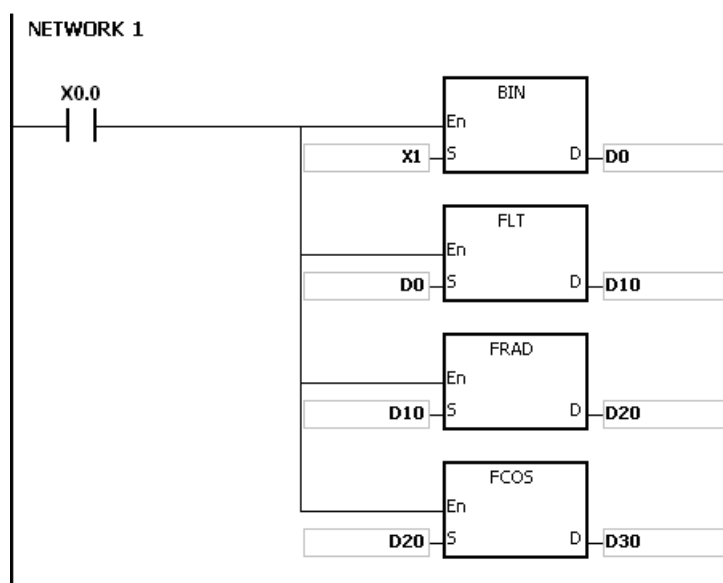 NETWORK 1
X0.0
BIN
En
X1 S D D0
FLT
En
D0 S D D10
FRAD
En
D10 S D D20
FCOS
En
D20 S D D30